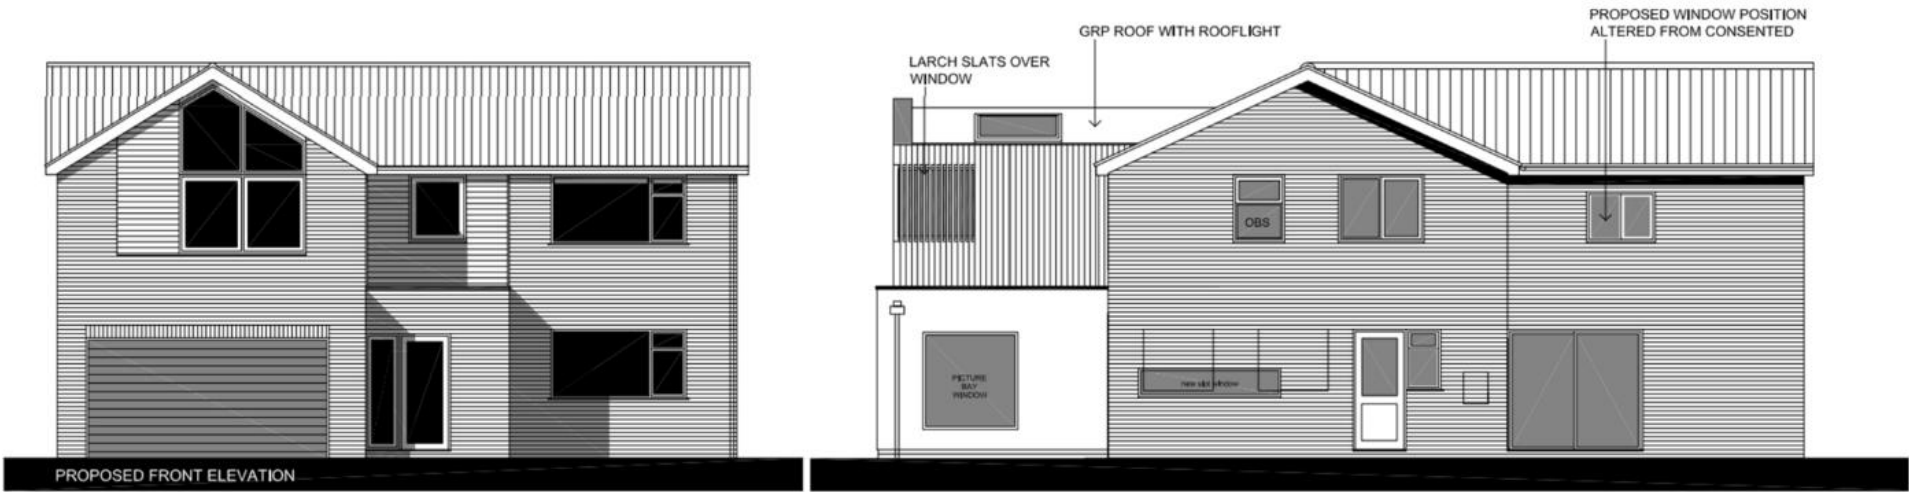 PROPOSED WINDOW POSITION
ALTERED FROM CONSENTED
GRP ROOF WITH ROOFLIGHT
LARCH SLATS OVER
WINDOW
OBS
PICTURE
BAY
WINDOW
new slot window
PROPOSED FRONT ELEVATION